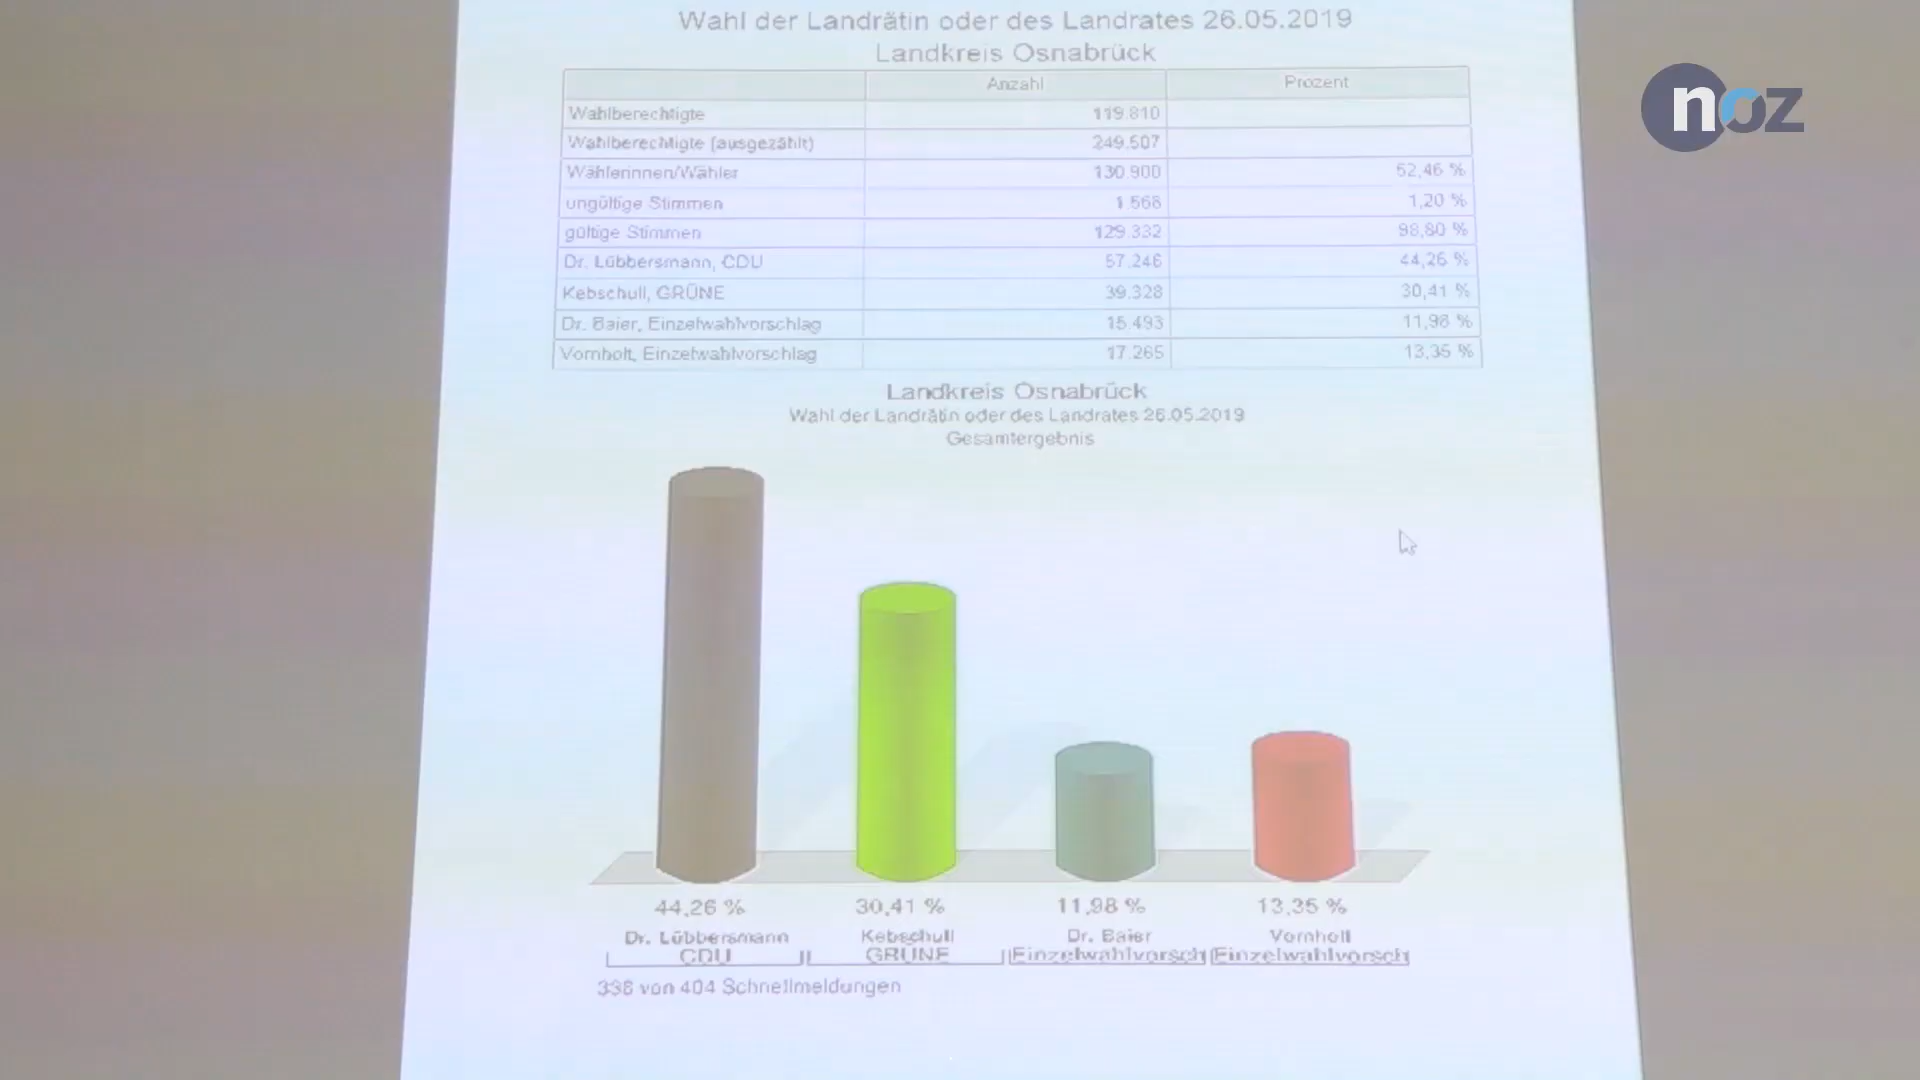 Wahl der Landrätin oder des Landrates 26.05.2019
Landkreis Osnabrück
Anzahl Prozent
Wahlberechtigte 119.810
Wahlberechtigte (ausgezählt) 249.507
Wählerinnen/Wähler 130.900 52,46 %
ungültige Stimmen 1.568 1,20 %
gültige Stimmen 129.332 98,80 %
Dr. Lübbersmann, CDU 57.246 44,26 %
Kebschull, GRÜNE 39.328 30,41 %
Dr. Baier, Einzelwahlvorschlag 15.493 11,98 %
Vornholt, Einzelwahlvorschlag 17.265 13,35 %
Landkreis Osnabrück
Wahl der Landrätin oder des Landrates 26.05.2019
Gesamtergebnis
44,26 % 30,41 % 11,98 % 13,35 %
Dr. Lübbersmann Kebschull Dr. Baier Vornholt
CDU GRÜNE Einzelwahlvorsch Einzelwahlvorsch
338 von 404 Schnellmeldungen
noz